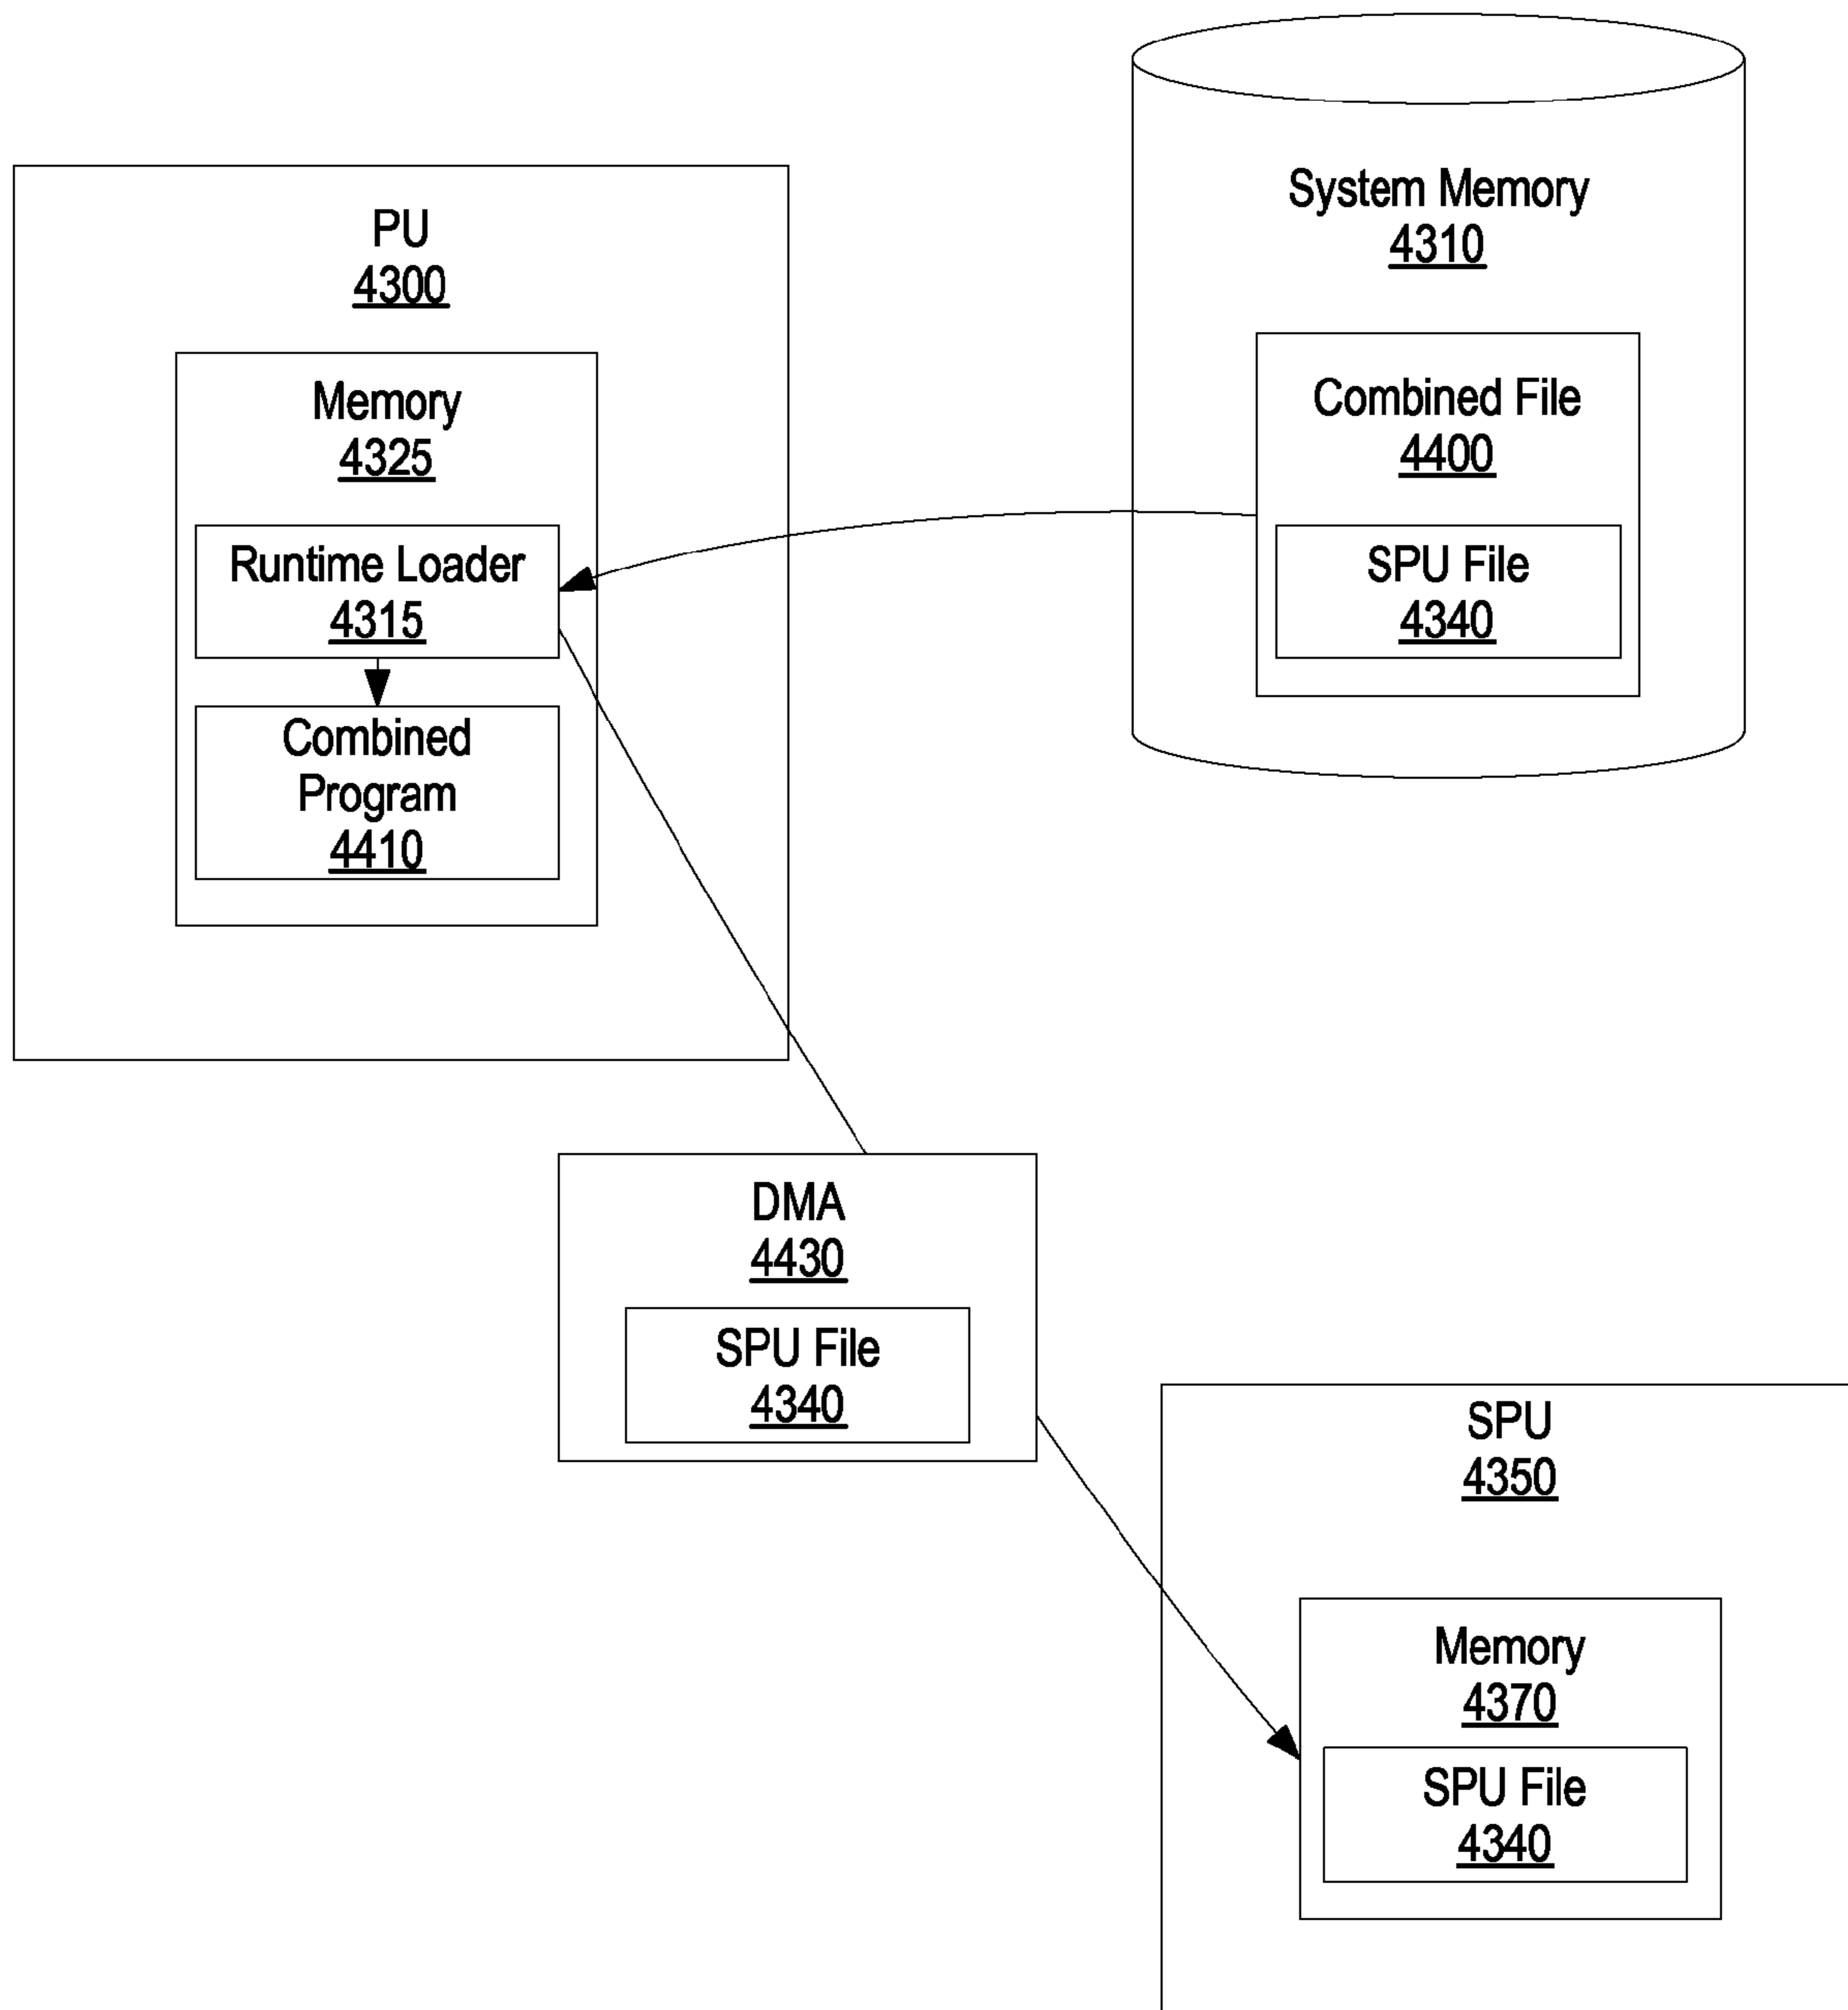 System Memory
4310
PU
4300
Memory
4325
Combined File
4400
Runtime Loader
4315
SPU File
4340
Combined
Program
4410
DMA
4430
SPU File
4340
SPU
4350
Memory
4370
SPU File
4340